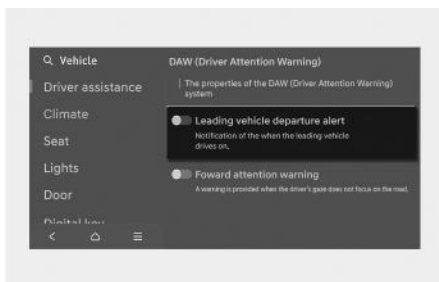 Vehicle
Driver assistance
Climate
Seat
Lights
Door
Digital key
DAW (Driver Attention Warning)
The properties of the DAW (Driver Attention Warning)
system
Leading vehicle departure alert
Notification of the when the leading vehicle
drives on.
Foward attention warning
A warning is provided when the driver's gaze does not focus on the road.